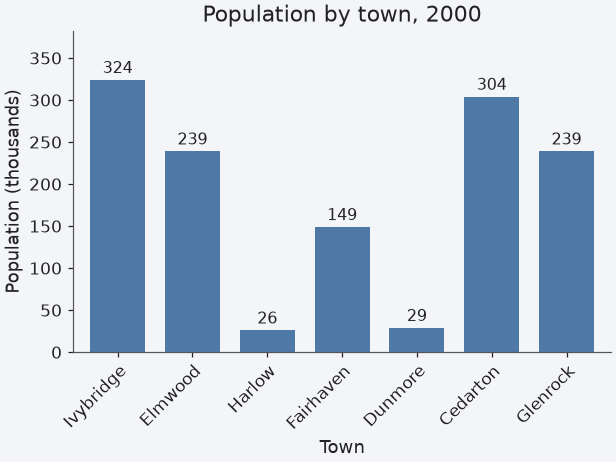 Population by town, 2000
Population (thousands)
350
300
250
200
150
100
50
0
324
239
26
149
29
304
239
Ivybridge
Elmwood
Harlow
Fairhaven
Dunmore
Cedarton
Glenrock
Town